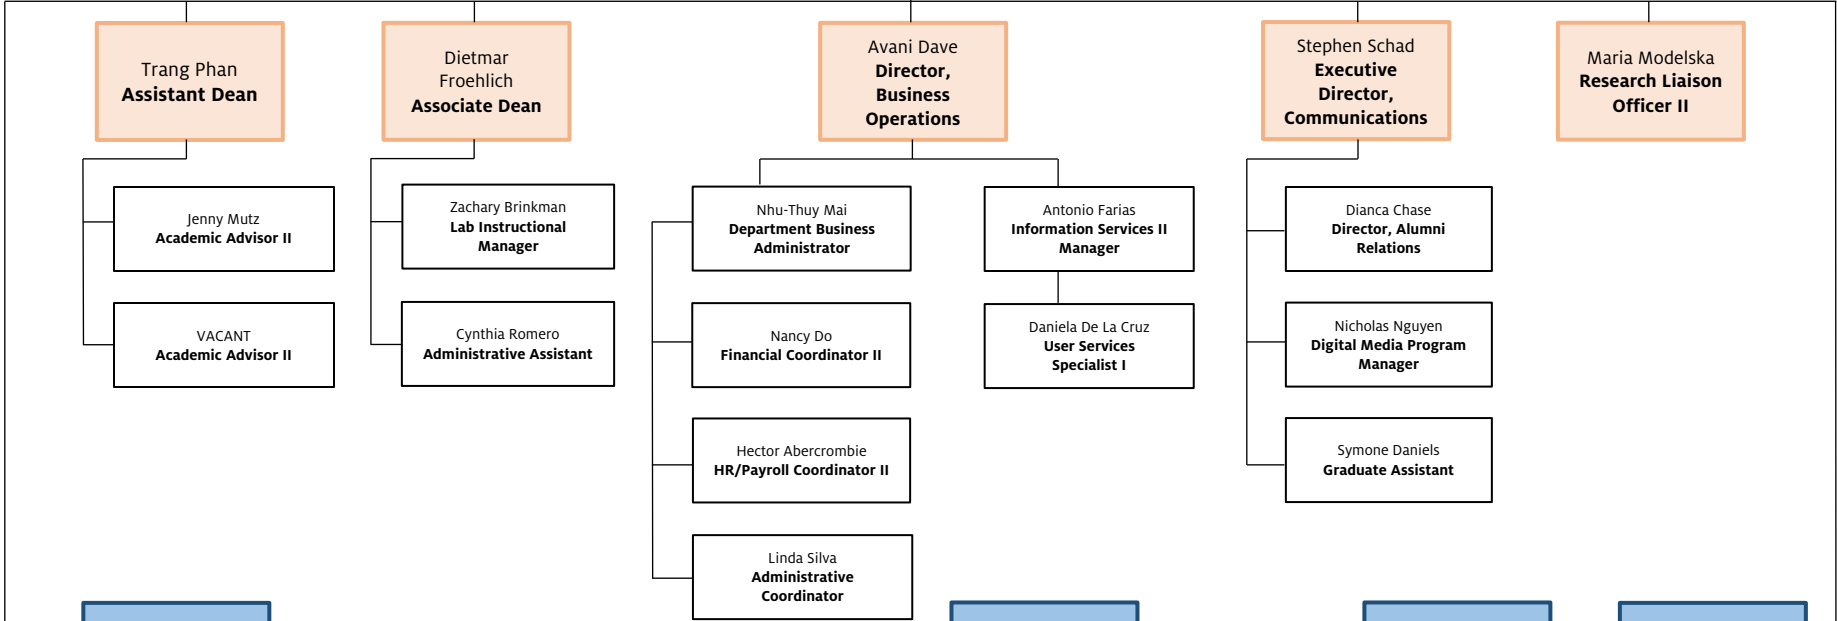 Trang Phan
Assistant Dean
Dietmar
Froehlich
Associate Dean
Avani Dave
Director,
Business
Operations
Stephen Schad
Executive
Director,
Communications
Maria Modelska
Research Liaison
Officer II
Jenny Mutz
Academic Advisor II
VACANT
Academic Advisor II
Zachary Brinkman
Lab Instructional
Manager
Cynthia Romero
Administrative Assistant
Nhu-Thuy Mai
Department Business
Administrator
Nancy Do
Financial Coordinator II
Hector Abercrombie
HR/Payroll Coordinator II
Linda Silva
Administrative
Coordinator
Antonio Farias
Information Services II
Manager
Daniela De La Cruz
User Services
Specialist I
Dianca Chase
Director, Alumni
Relations
Nicholas Nguyen
Digital Media Program
Manager
Symone Daniels
Graduate Assistant